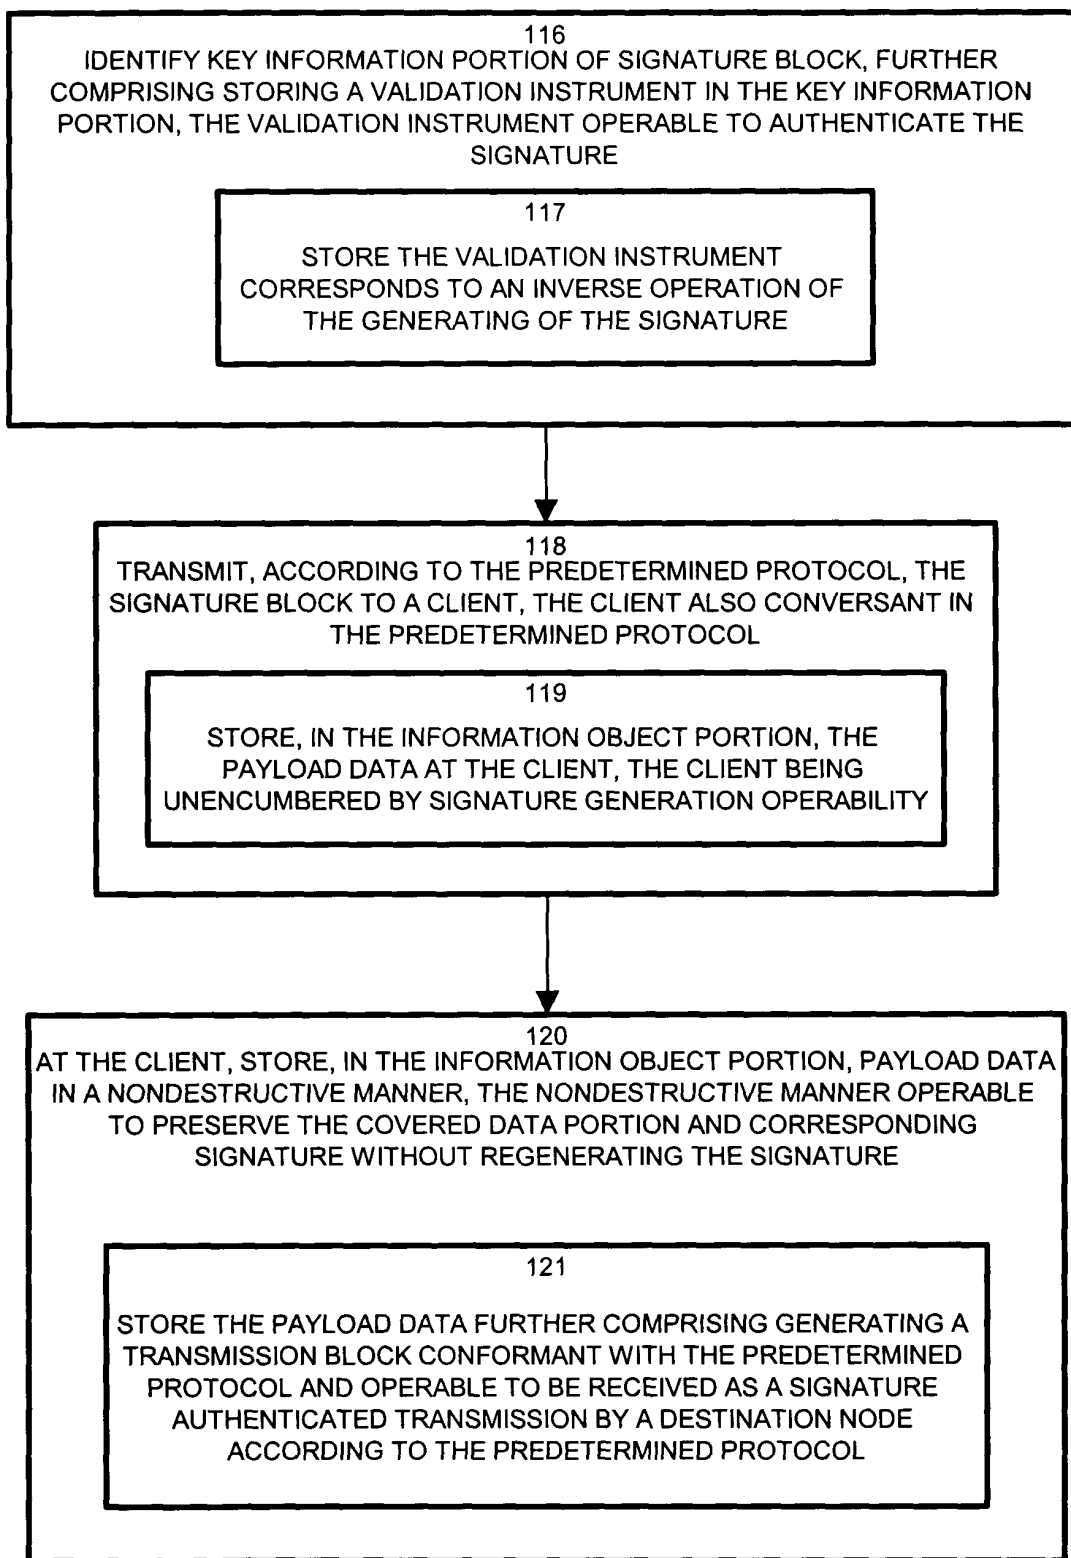 116
IDENTIFY KEY INFORMATION PORTION OF SIGNATURE BLOCK, FURTHER
COMPRISING STORING A VALIDATION INSTRUMENT IN THE KEY INFORMATION
PORTION, THE VALIDATION INSTRUMENT OPERABLE TO AUTHENTICATE THE
SIGNATURE
117
STORE THE VALIDATION INSTRUMENT
CORRESPONDS TO AN INVERSE OPERATION OF
THE GENERATING OF THE SIGNATURE
118
TRANSMIT, ACCORDING TO THE PREDETERMINED PROTOCOL, THE
SIGNATURE BLOCK TO A CLIENT, THE CLIENT ALSO CONVERSANT IN
THE PREDETERMINED PROTOCOL
119
STORE, IN THE INFORMATION OBJECT PORTION, THE
PAYLOAD DATA AT THE CLIENT, THE CLIENT BEING
UNENCUMBERED BY SIGNATURE GENERATION OPERABILITY
120
AT THE CLIENT, STORE, IN THE INFORMATION OBJECT PORTION, PAYLOAD DATA
IN A NONDESTRUCTIVE MANNER, THE NONDESTRUCTIVE MANNER OPERABLE
TO PRESERVE THE COVERED DATA PORTION AND CORRESPONDING
SIGNATURE WITHOUT REGENERATING THE SIGNATURE
121
STORE THE PAYLOAD DATA FURTHER COMPRISING GENERATING A
TRANSMISSION BLOCK CONFORMANT WITH THE PREDETERMINED
PROTOCOL AND OPERABLE TO BE RECEIVED AS A SIGNATURE
AUTHENTICATED TRANSMISSION BY A DESTINATION NODE
ACCORDING TO THE PREDETERMINED PROTOCOL